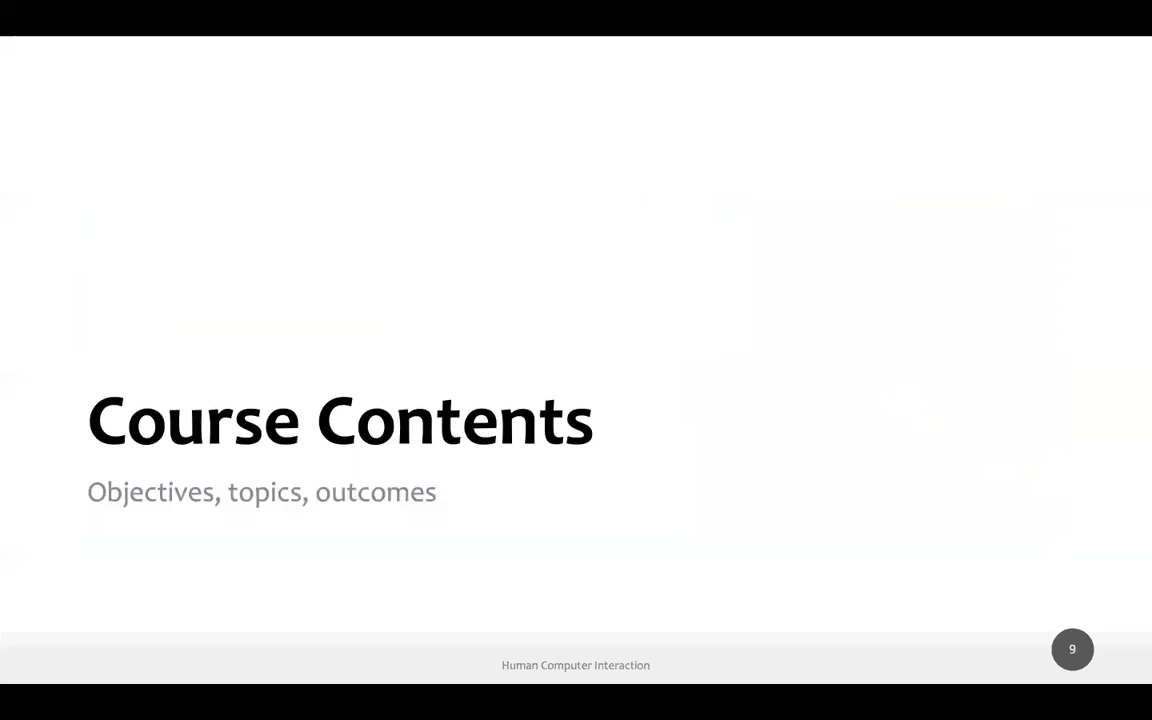 Course Contents
Objectives, topics, outcomes
Human Computer Interaction
9